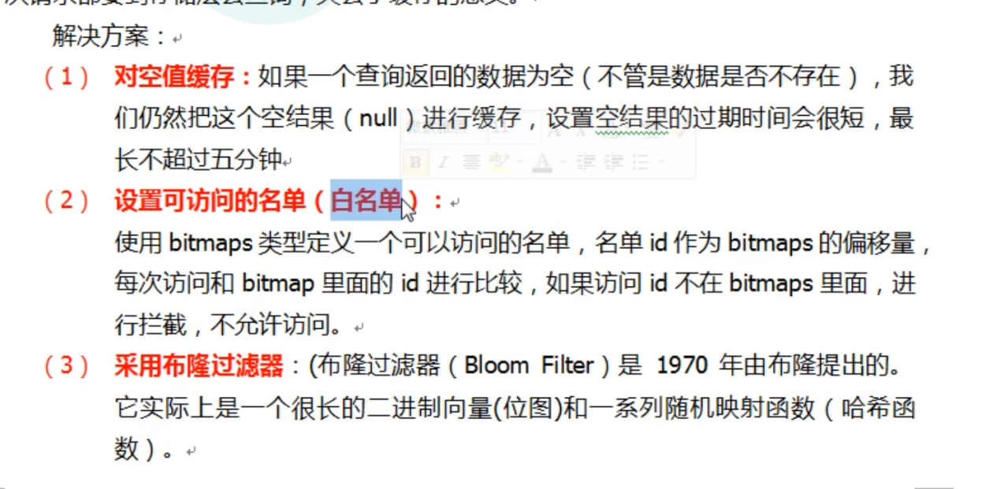 解决方案：
（1） 对空值缓存：如果一个查询返回的数据为空（不管是数据是否不存在），我
们仍然把这个空结果（null）进行缓存，设置空结果的过期时间会很短，最
长不超过五分钟
（2） 设置可访问的名单（白名单）：
使用 bitmaps 类型定义一个可以访问的名单，名单 id 作为 bitmaps 的偏移量，
每次访问和 bitmap 里面的 id 进行比较，如果访问 id 不在 bitmaps 里面，进
行拦截，不允许访问。
（3） 采用布隆过滤器：(布隆过滤器（Bloom Filter）是 1970 年由布隆提出的。
它实际上是一个很长的二进制向量(位图)和一系列随机映射函数（哈希函
数）。